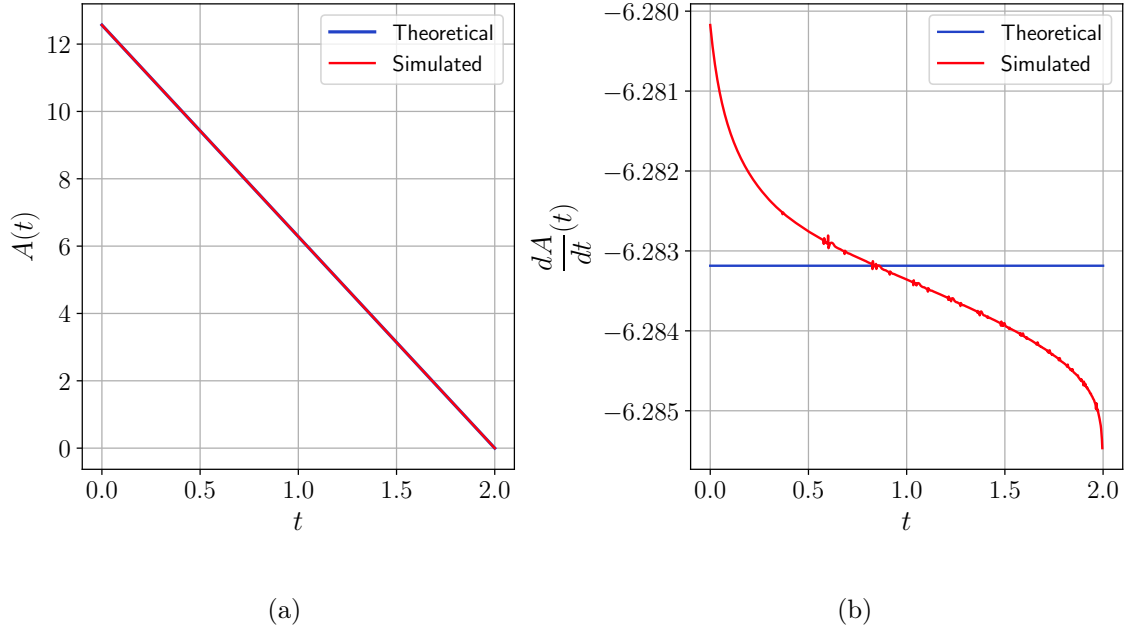 12
10
8
6
4
2
0
A(t)
Theoretical
Simulated
0.0 0.5 1.0 1.5 2.0
t
(a)
−6.280
−6.281
−6.282
−6.283
−6.284
−6.285
dA/dt (t)
Theoretical
Simulated
0.0 0.5 1.0 1.5 2.0
t
(b)